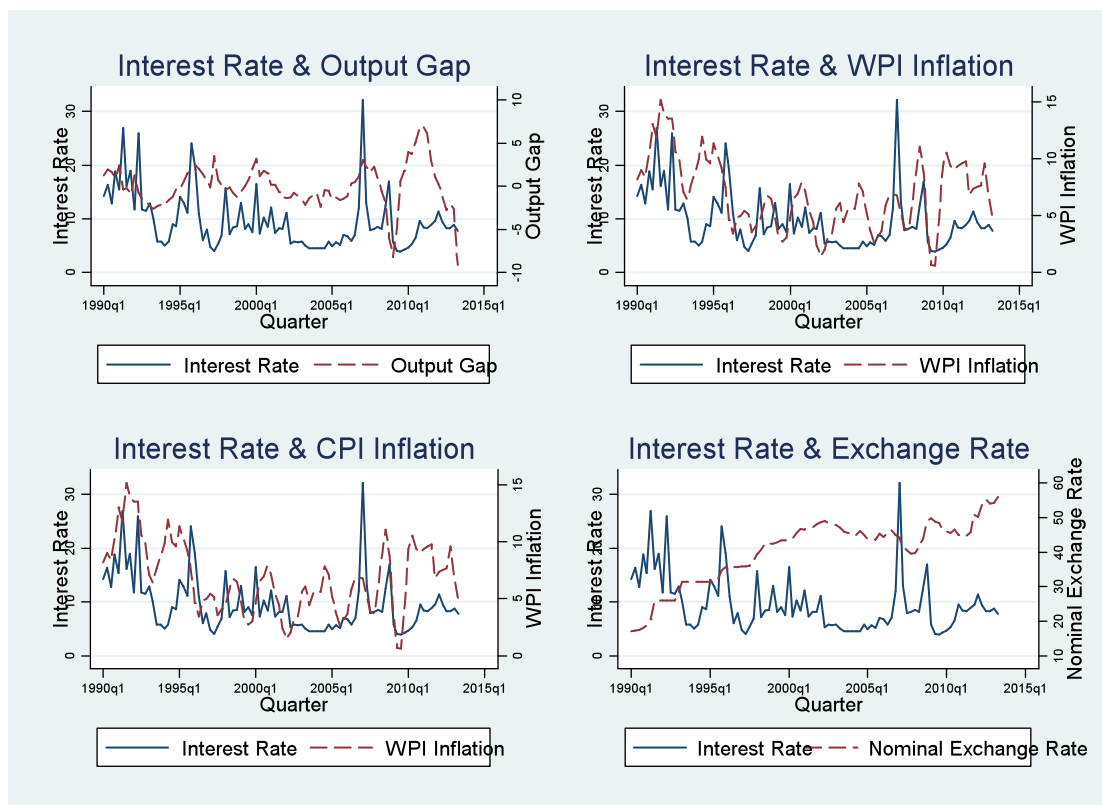 Interest Rate & Output Gap
Interest Rate
0 10 20 30
Output Gap
-10 -5 0 5 10
1990q1 1995q1 2000q1 2005q1 2010q1 2015q1
Quarter
Interest Rate Output Gap
Interest Rate & WPI Inflation
Interest Rate
0 10 20 30
WPI Inflation
0 5 10 15
1990q1 1995q1 2000q1 2005q1 2010q1 2015q1
Quarter
Interest Rate WPI Inflation
Interest Rate & CPI Inflation
Interest Rate
0 10 20 30
WPI Inflation
0 5 10 15
1990q1 1995q1 2000q1 2005q1 2010q1 2015q1
Quarter
Interest Rate WPI Inflation
Interest Rate & Exchange Rate
Interest Rate
0 10 20 30
Nominal Exchange Rate
10 20 30 40 50 60
1990q1 1995q1 2000q1 2005q1 2010q1 2015q1
Quarter
Interest Rate Nominal Exchange Rate